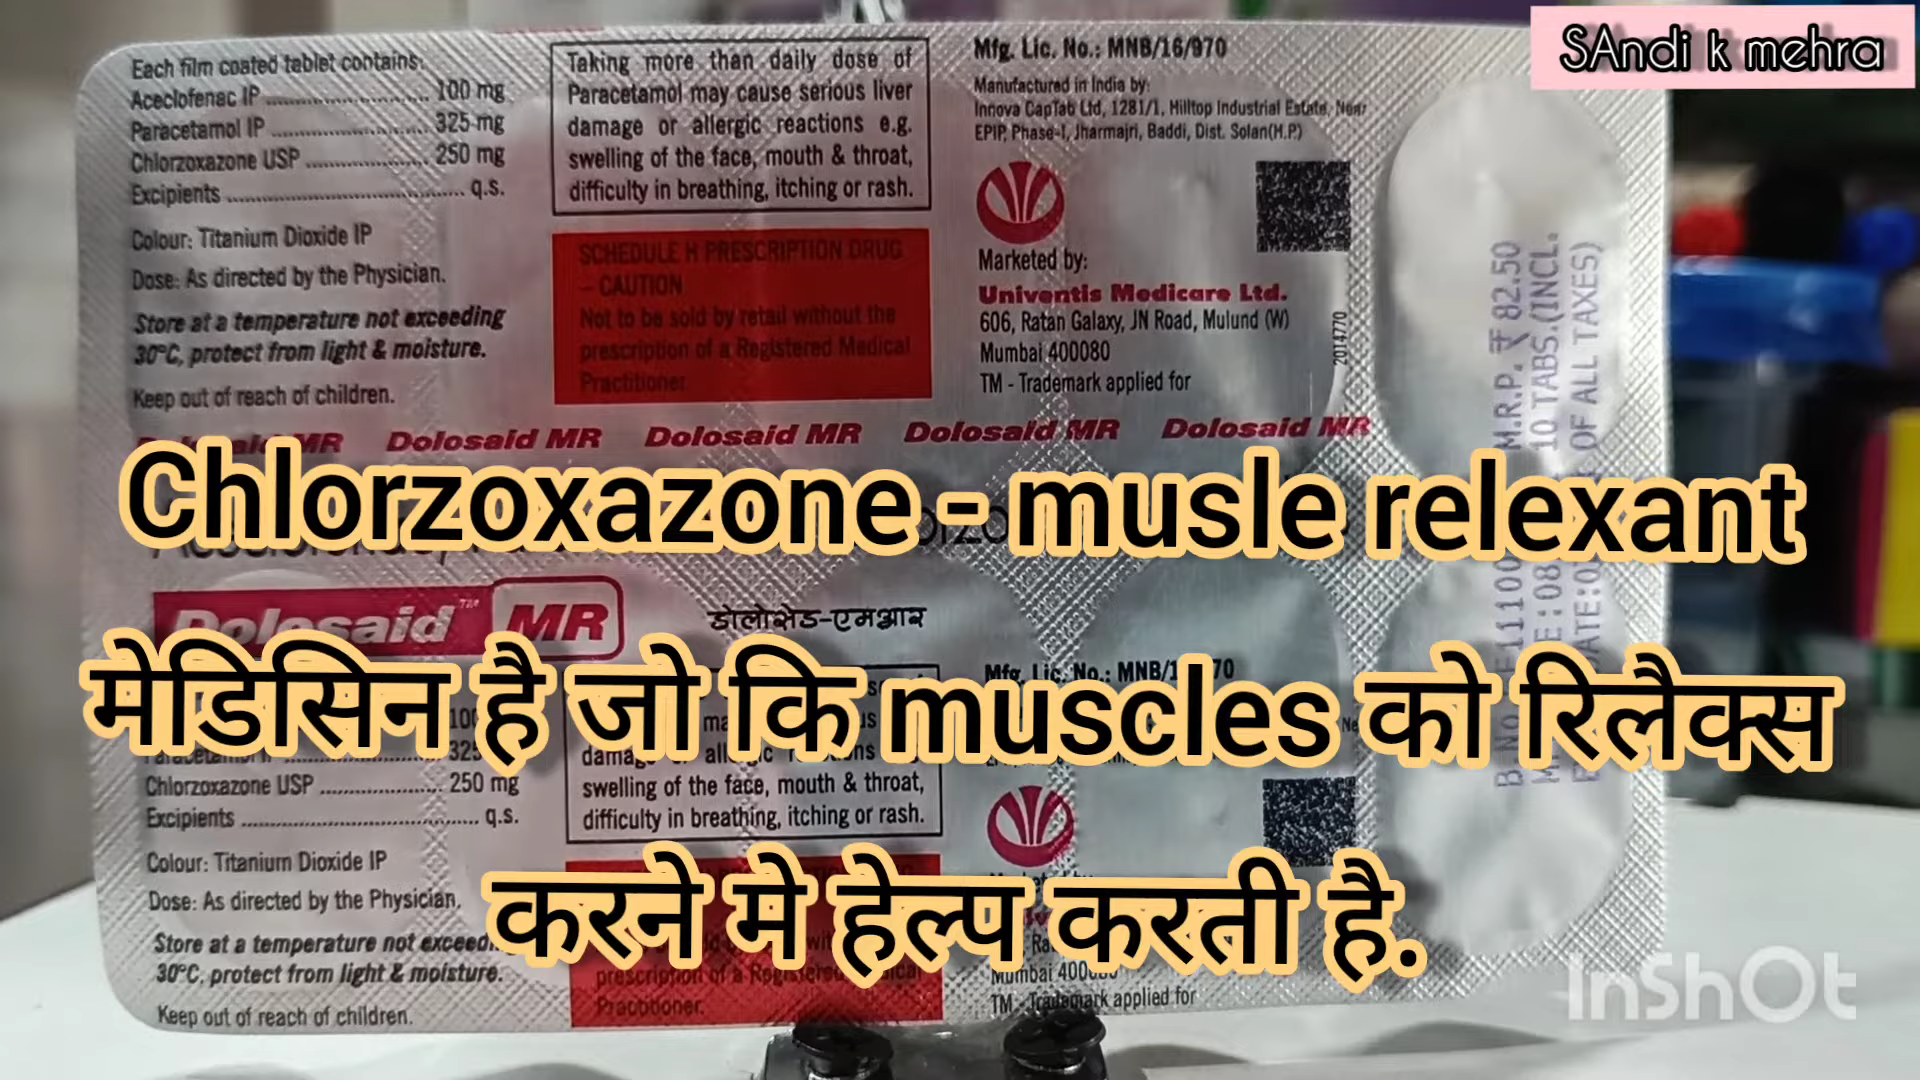 SAndi k mehra
Each film coated tablet contains:
Aceclofenac IP ........................ 100 mg
Paracetamol IP ....................... 325 mg
Chlorzoxazone USP .................. 250 mg
Excipients ................................... q.s.
Colour: Titanium Dioxide IP
Dose: As directed by the Physician.
Store at a temperature not exceeding
30°C, protect from light & moisture.
Keep out of reach of children.
Taking more than daily dose of
Paracetamol may cause serious liver
damage or allergic reactions e.g.
swelling of the face, mouth & throat,
difficulty in breathing, itching or rash.
SCHEDULE H PRESCRIPTION DRUG
– CAUTION
Not to be sold by retail without the
prescription of a Registered Medical
Practitioner
Mfg. Lic. No.: MNB/16/970
Manufactured in India by:
Innova CapTab Ltd, 1281/1, Hilltop Industrial Estate, Near
EPIP, Phase-I, Jharmajri, Baddi, Dist. Solan(H.P.)
Marketed by:
Univentis Medicare Ltd.
606, Ratan Galaxy, JN Road, Mulund (W)
Mumbai 400080
TM - Trademark applied for
2014770
M.R.P. ₹ 82.50
10 TABS.(INCL.
OF ALL TAXES)
Dolosaid MR Dolosaid MR Dolosaid MR Dolosaid MR Dolosaid MR
Chlorzoxazone - musle relexant
मेडिसिन है जो कि muscles को रिलैक्स
करने मे हेल्प करती है.
Dolosaid™ MR
डोलोसेड-एमआर
Chlorzoxazone USP ..................... 250 mg
Excipients ........................................ q.s.
Colour: Titanium Dioxide IP
Dose: As directed by the Physician.
Store at a temperature not
30°C, protect from light & moisture.
Keep out of reach of children.
swelling of the face, mouth & throat,
difficulty in breathing, itching or rash.
prescription of a
Practitioner.
Mfg. Lic. No.:
Mumbai
TM - Trademark applied for
InShOt